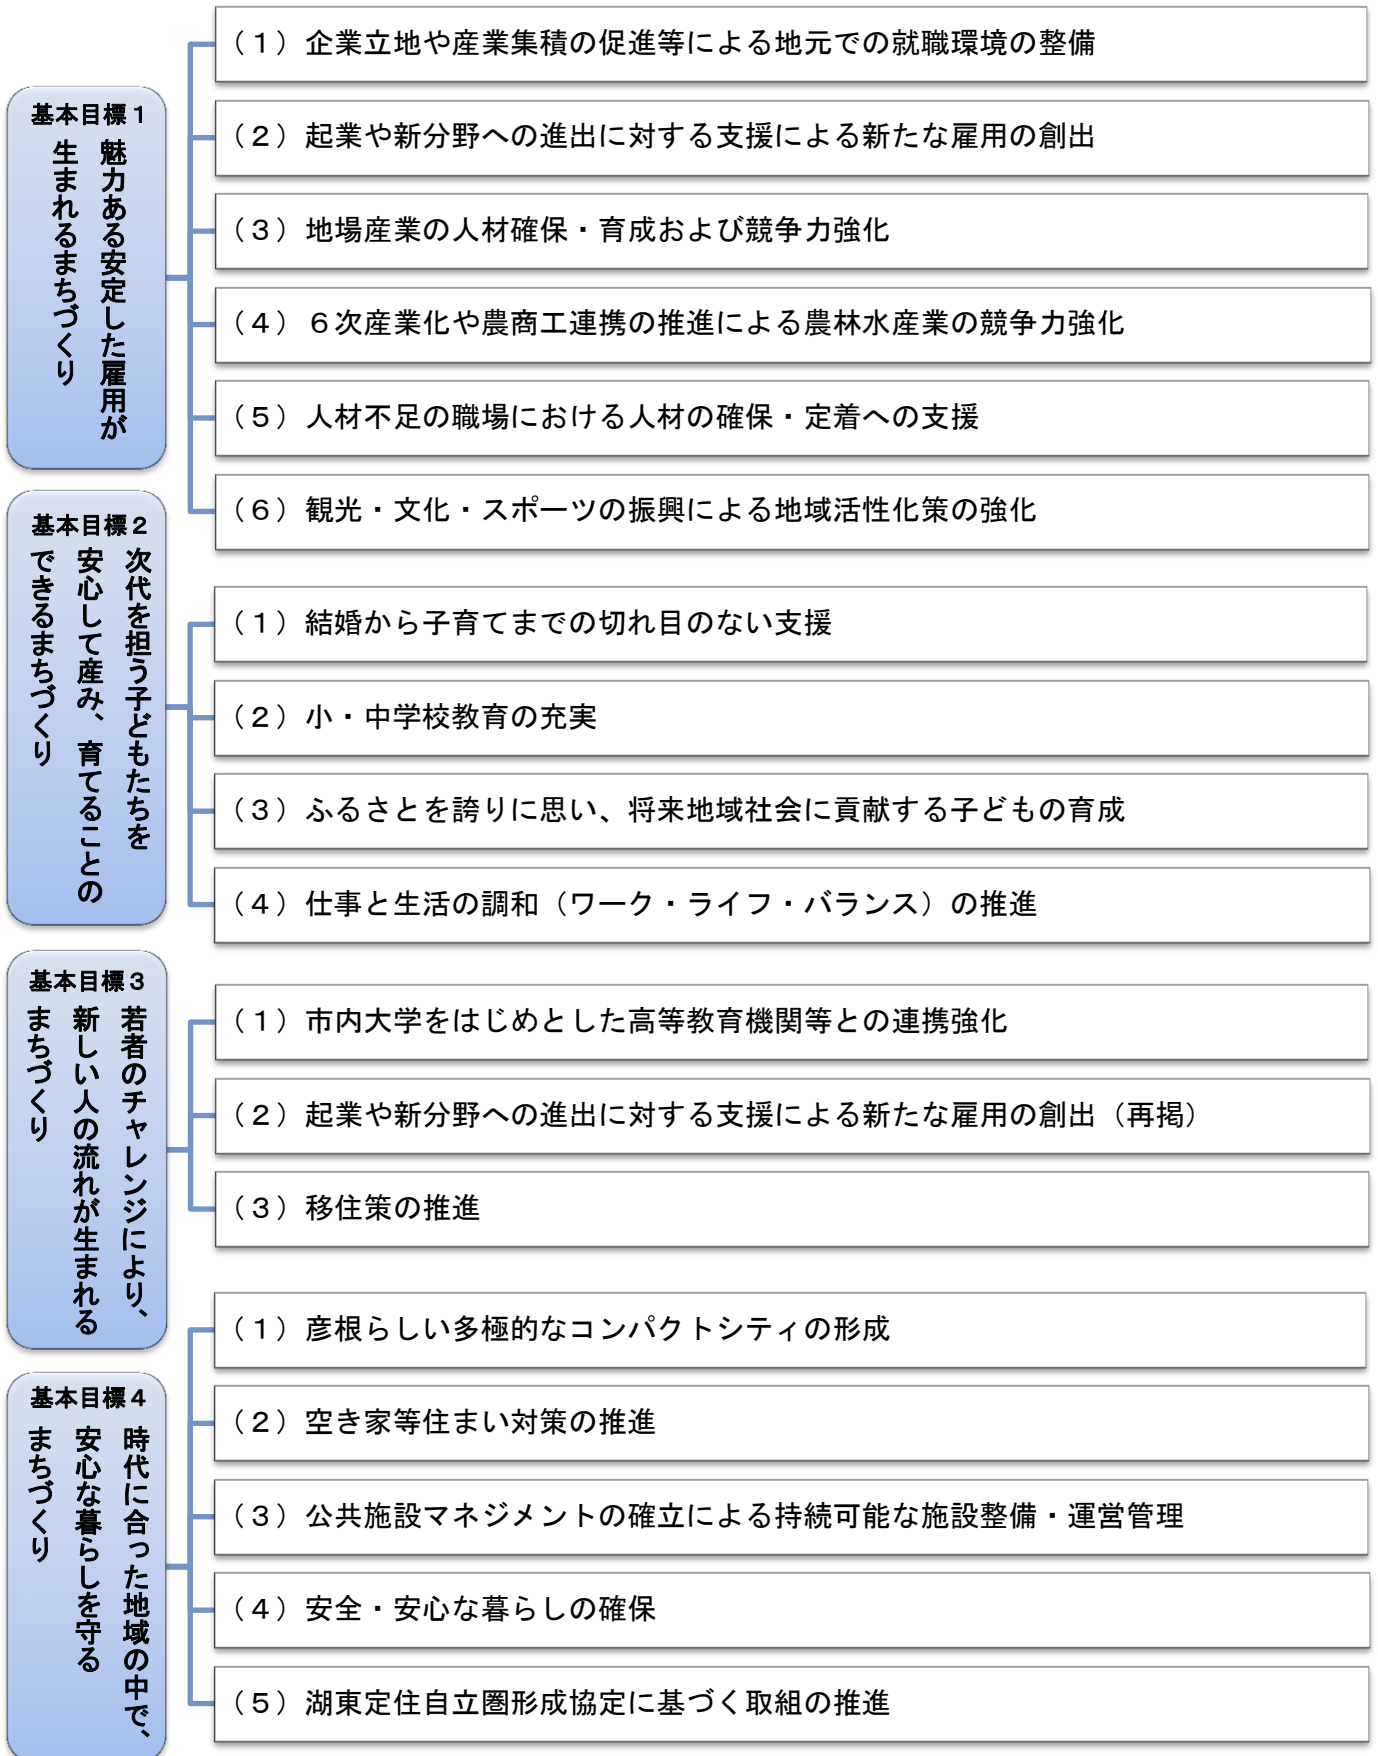 基本目標１
魅力ある安定した雇用が
生まれるまちづくり
（１）企業立地や産業集積の促進等による地元での就職環境の整備
（２）起業や新分野への進出に対する支援による新たな雇用の創出
（３）地場産業の人材確保・育成および競争力強化
（４）６次産業化や農商工連携の推進による農林水産業の競争力強化
（５）人材不足の職場における人材の確保・定着への支援
（６）観光・文化・スポーツの振興による地域活性化策の強化
基本目標２
次代を担う子どもたちを
安心して産み、育てることの
できるまちづくり
（１）結婚から子育てまでの切れ目のない支援
（２）小・中学校教育の充実
（３）ふるさとを誇りに思い、将来地域社会に貢献する子どもの育成
（４）仕事と生活の調和（ワーク・ライフ・バランス）の推進
基本目標３
若者のチャレンジにより、
新しい人の流れが生まれる
まちづくり
（１）市内大学をはじめとした高等教育機関等との連携強化
（２）起業や新分野への進出に対する支援による新たな雇用の創出（再掲）
（３）移住策の推進
基本目標４
時代に合った地域の中で、
安心な暮らしを守る
まちづくり
（１）彦根らしい多極的なコンパクトシティの形成
（２）空き家等住まい対策の推進
（３）公共施設マネジメントの確立による持続可能な施設整備・運営管理
（４）安全・安心な暮らしの確保
（５）湖東定住自立圏形成協定に基づく取組の推進